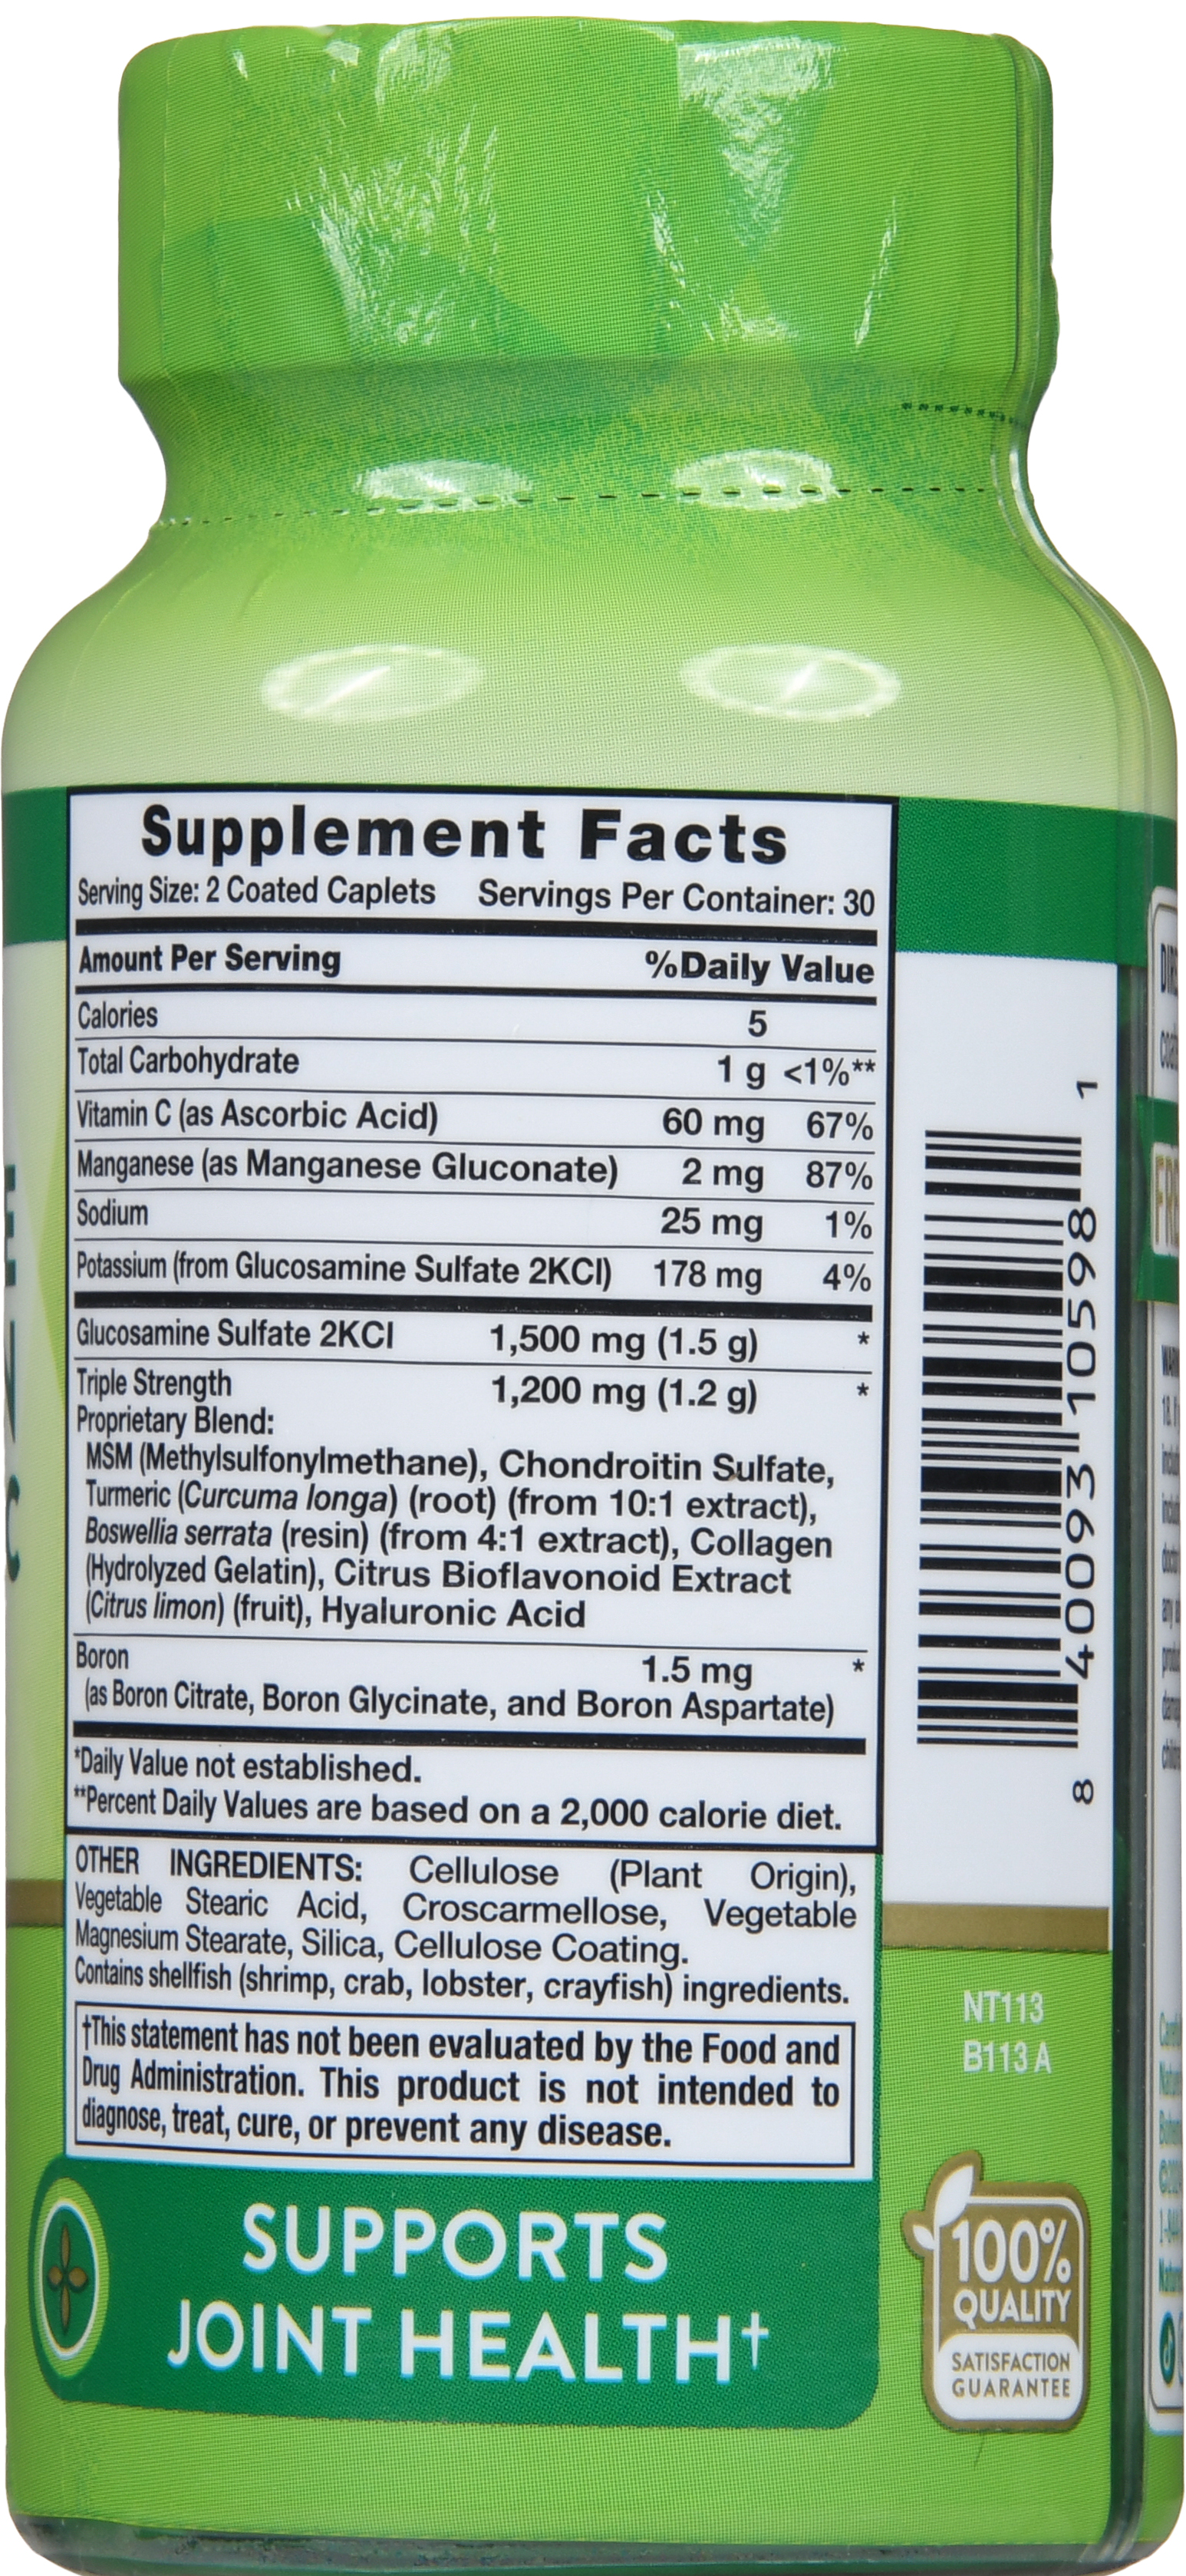 Supplement Facts
Serving Size: 2 Coated Caplets Servings Per Container: 30
Amount Per Serving %Daily Value
Calories 5
Total Carbohydrate 1 g <1%**
Vitamin C (as Ascorbic Acid) 60 mg 67%
Manganese (as Manganese Gluconate) 2 mg 87%
Sodium 25 mg 1%
Potassium (from Glucosamine Sulfate 2KCl) 178 mg 4%
Glucosamine Sulfate 2KCl 1,500 mg (1.5 g) *
Triple Strength 1,200 mg (1.2 g) *
Proprietary Blend:
MSM (Methylsulfonylmethane), Chondroitin Sulfate,
Turmeric (Curcuma longa) (root) (from 10:1 extract),
Boswellia serrata (resin) (from 4:1 extract), Collagen
(Hydrolyzed Gelatin), Citrus Bioflavonoid Extract
(Citrus limon) (fruit), Hyaluronic Acid
Boron 1.5 mg *
(as Boron Citrate, Boron Glycinate, and Boron Aspartate)
*Daily Value not established.
**Percent Daily Values are based on a 2,000 calorie diet.
OTHER INGREDIENTS: Cellulose (Plant Origin),
Vegetable Stearic Acid, Croscarmellose, Vegetable
Magnesium Stearate, Silica, Cellulose Coating.
Contains shellfish (shrimp, crab, lobster, crayfish) ingredients.
†This statement has not been evaluated by the Food and
Drug Administration. This product is not intended to
diagnose, treat, cure, or prevent any disease.
SUPPORTS
JOINT HEALTH†
8 40093 10598 1
NT113
B113 A
100%
QUALITY
SATISFACTION
GUARANTEE